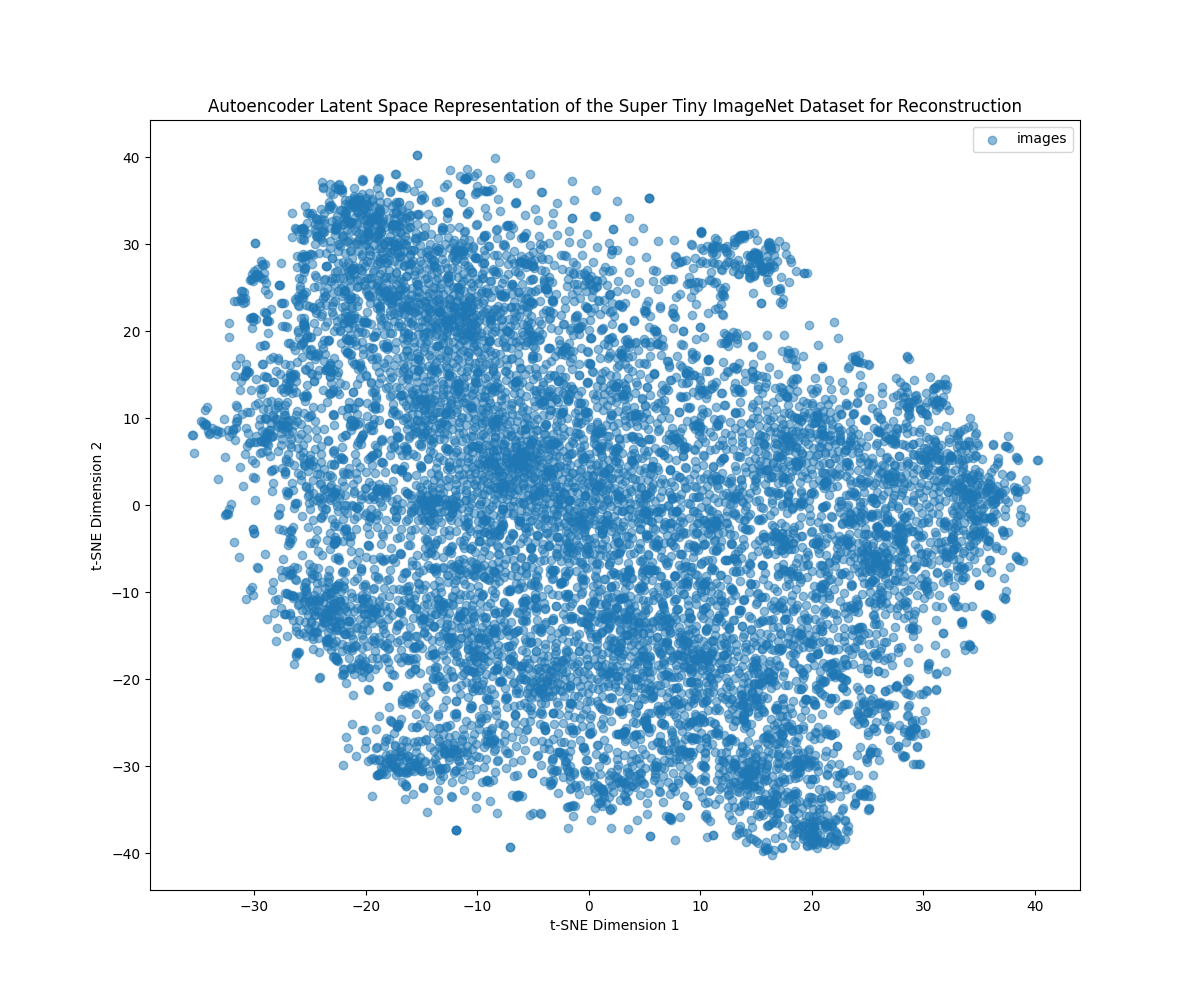 Autoencoder Latent Space Representation of the Super Tiny ImageNet Dataset for Reconstruction
images
40
30
20
10
0
−10
−20
−30
−40
t-SNE Dimension 2
−30 −20 −10 0 10 20 30 40
t-SNE Dimension 1